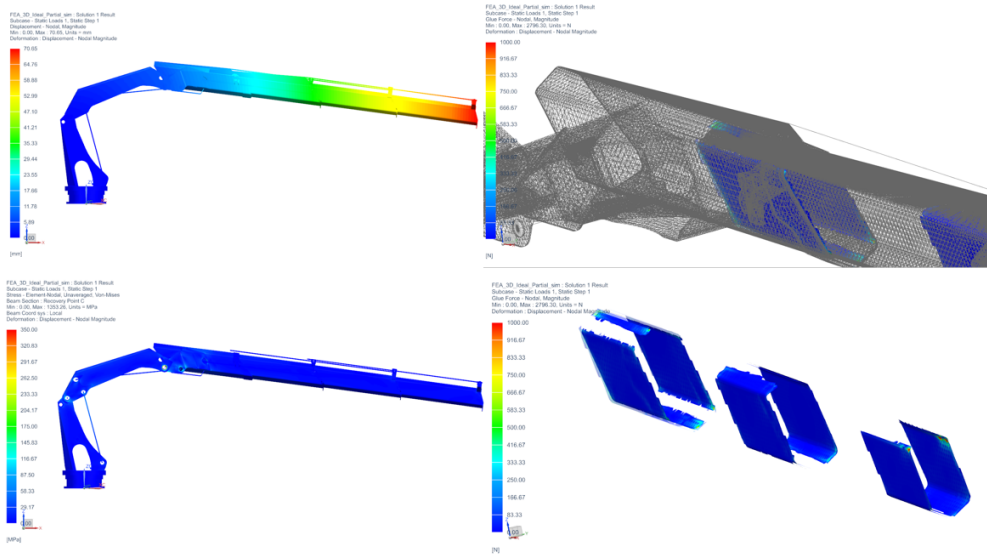 FEA_3D_Ideal_Partial_sim : Solution 1 Result
Subcase - Static Loads 1, Static Step 1
Displacement - Nodal, Magnitude
Min : 0.00, Max : 70.65, Units = mm
Deformation : Displacement - Nodal Magnitude
70.65
64.76
58.88
52.99
47.10
41.21
35.33
29.44
23.55
17.66
11.78
5.89
0.00
[mm]
FEA_3D_Ideal_Partial_sim : Solution 1 Result
Subcase - Static Loads 1, Static Step 1
Glue Force - Nodal, Magnitude
Min : 0.00, Max : 2796.30, Units = N
Deformation : Displacement - Nodal Magnitude
1000.00
916.67
833.33
750.00
666.67
583.33
500.00
[N]
FEA_3D_Ideal_Partial_sim : Solution 1 Result
Subcase - Static Loads 1, Static Step 1
Stress - Element-Nodal, Unaveraged, Von-Mises
Beam Section : Recovery Point C
Min : 0.00, Max : 1353.26, Units = MPa
Beam Coord sys : Local
Deformation : Displacement - Nodal Magnitude
350.00
320.83
291.67
262.50
233.33
204.17
175.00
145.83
116.67
87.50
58.33
29.17
0.00
[MPa]
FEA_3D_Ideal_Partial_sim : Solution 1 Result
Subcase - Static Loads 1, Static Step 1
Glue Force - Nodal, Magnitude
Min : 0.00, Max : 2796.30, Units = N
Deformation : Displacement - Nodal Magnitude
1000.00
916.67
833.33
750.00
666.67
583.33
500.00
416.67
333.33
250.00
166.67
83.33
0.00
[N]